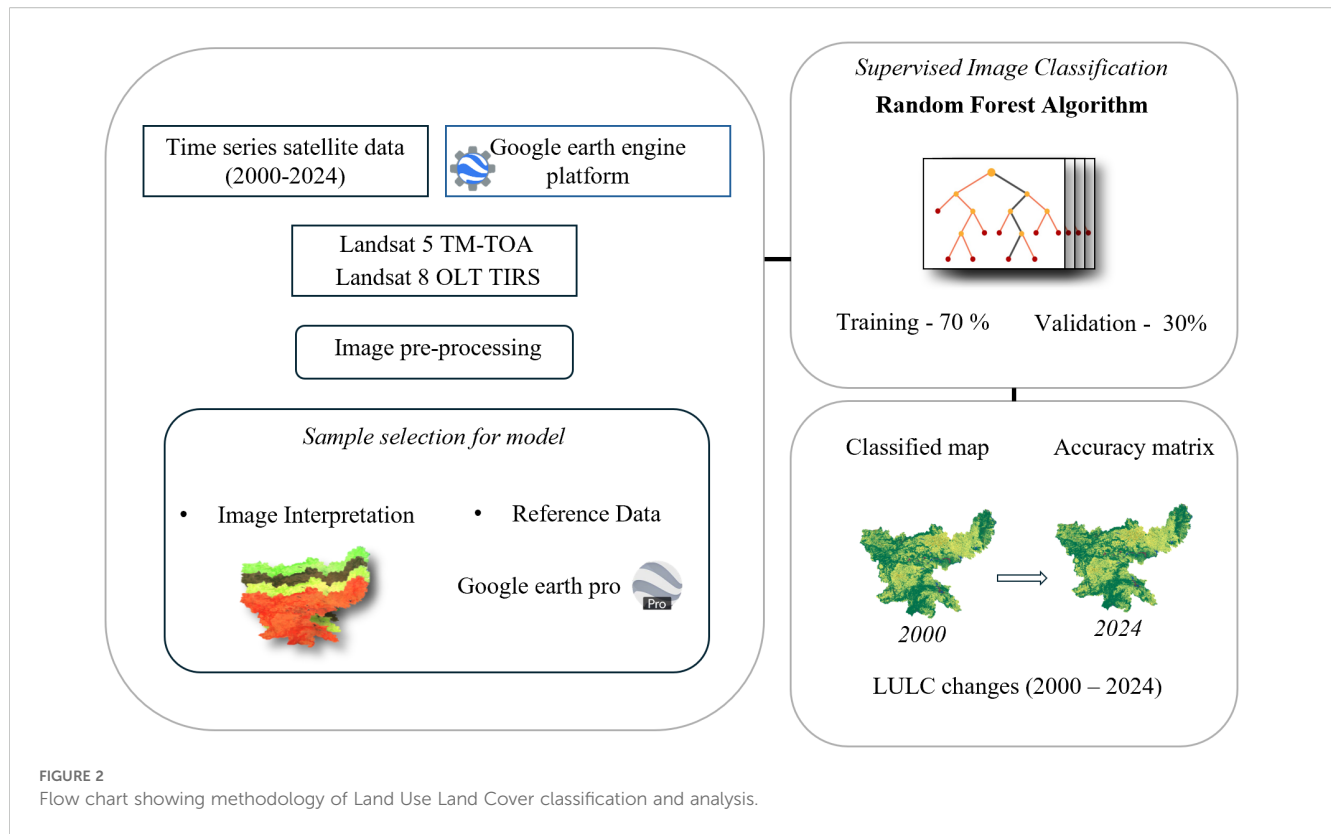 Time series satellite data
(2000-2024)
Google earth engine
platform
Landsat 5 TM-TOA
Landsat 8 OLT TIRS
Image pre-processing
Sample selection for model
• Image Interpretation
• Reference Data
Google earth pro
Pro
Supervised Image Classification
Random Forest Algorithm
Training - 70 %
Validation - 30%
Classified map
Accuracy matrix
2000
2024
LULC changes (2000 – 2024)
FIGURE 2
Flow chart showing methodology of Land Use Land Cover classification and analysis.